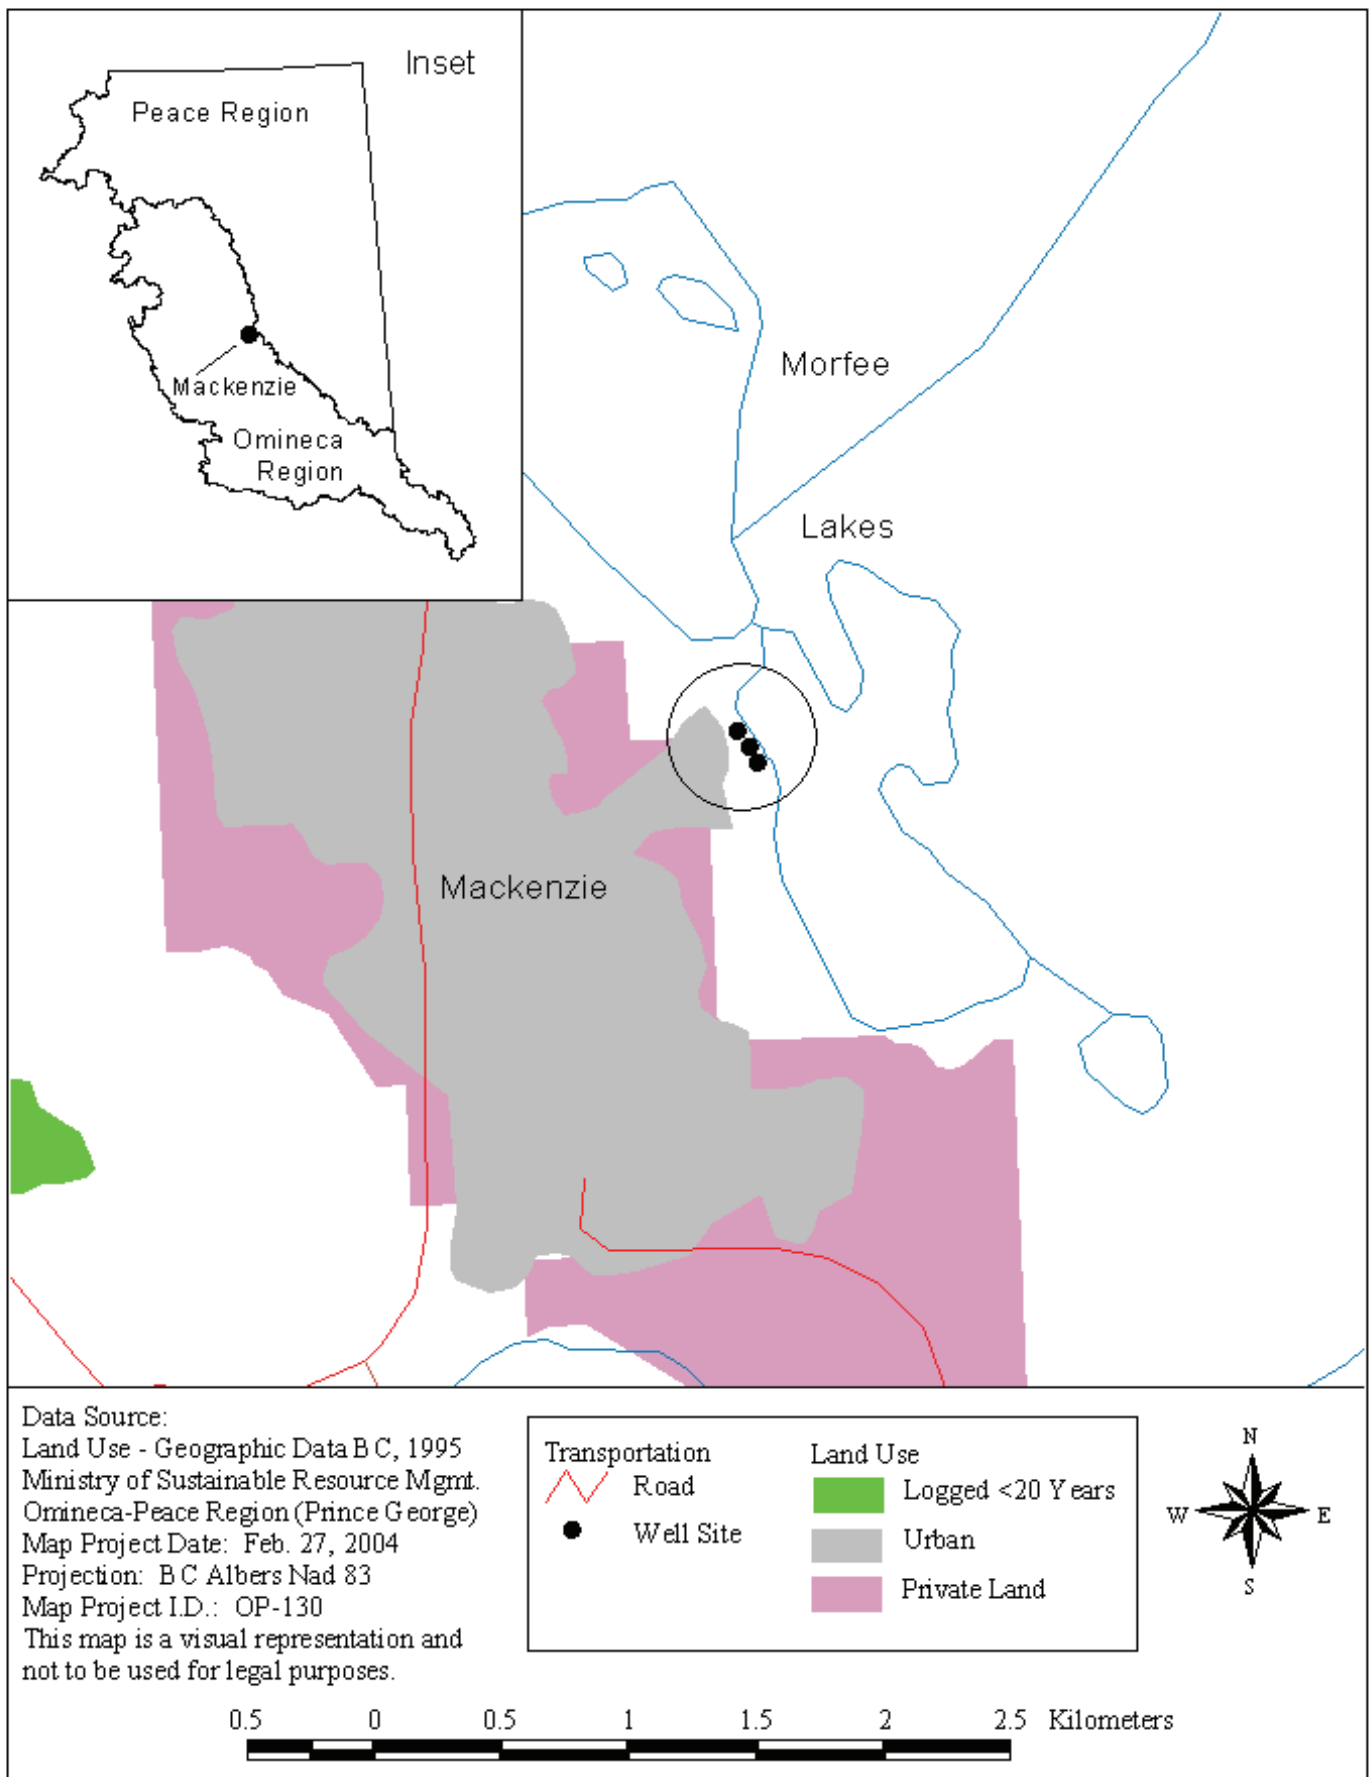 Inset
Peace Region
Mackenzie
Omineca
Region
Morfee
Lakes
Mackenzie
Data Source:
Land Use - Geographic Data BC, 1995
Ministry of Sustainable Resource Mgmt.
Omineca-Peace Region (Prince George)
Map Project Date: Feb. 27, 2004
Projection: BC Albers Nad 83
Map Project I.D.: OP-130
This map is a visual representation and
not to be used for legal purposes.
Transportation
Road
Well Site
Land Use
Logged <20 Years
Urban
Private Land
N
W E
S
0.5 0 0.5 1 1.5 2 2.5 Kilometers